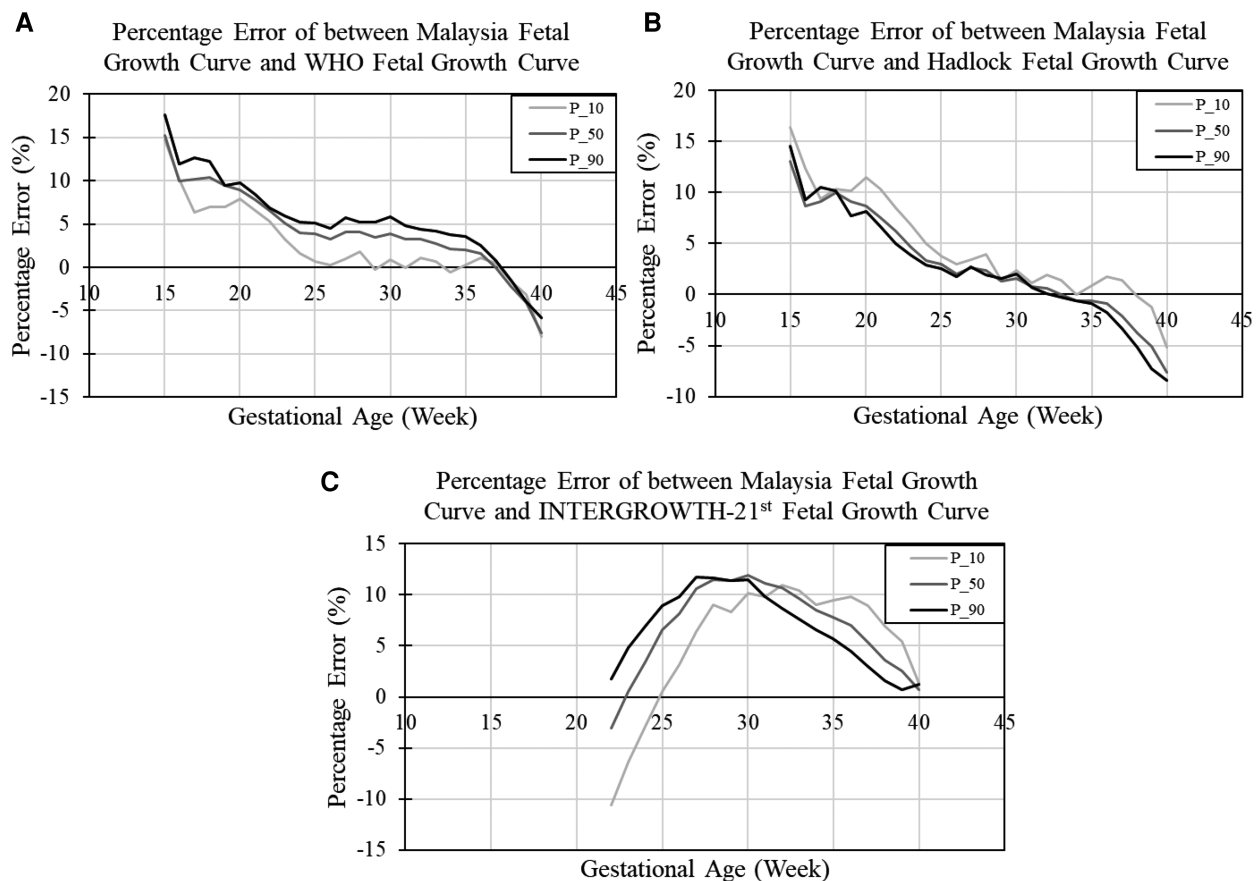 A
Percentage Error of between Malaysia Fetal
Growth Curve and WHO Fetal Growth Curve
20
15
10
5
0
-5
-10
-15
10
15
20
25
30
35
40
45
Percentage Error (%)
Gestational Age (Week)
P_10
P_50
P_90
B
Percentage Error of between Malaysia Fetal
Growth Curve and Hadlock Fetal Growth Curve
20
15
10
5
0
-5
-10
10
15
20
25
30
35
40
45
Percentage Error (%)
Gestational Age (Week)
P_10
P_50
P_90
C
Percentage Error of between Malaysia Fetal Growth
Curve and INTERGROWTH-21st Fetal Growth Curve
15
10
5
0
-5
-10
-15
10
15
20
25
30
35
40
45
Percentage Error (%)
Gestational Age (Week)
P_10
P_50
P_90